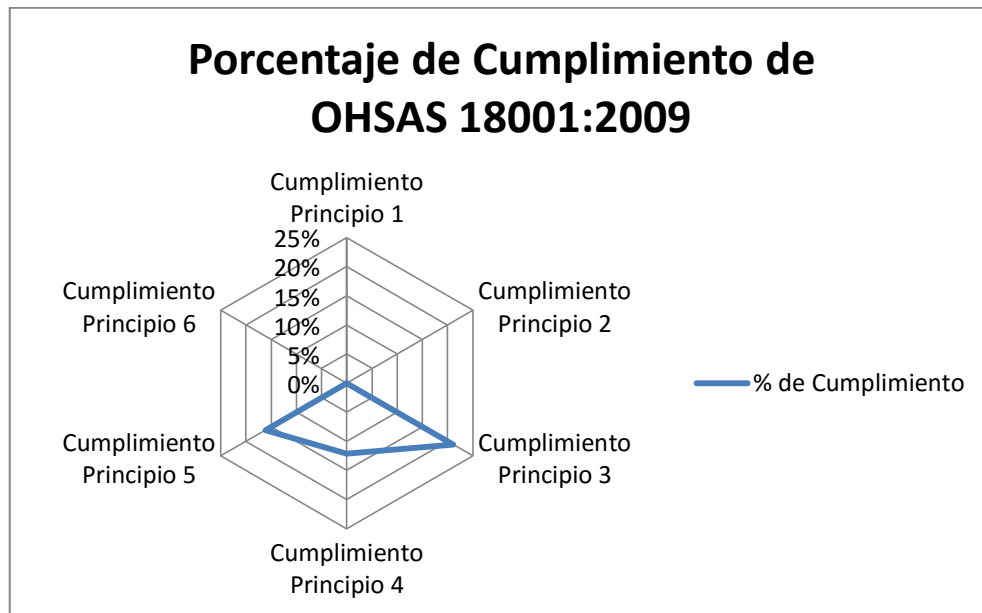 Porcentaje de Cumplimiento de
OHSAS 18001:2009
Cumplimiento
Principio 1
25%
20%
15%
10%
5%
0%
Cumplimiento
Principio 2
Cumplimiento
Principio 3
Cumplimiento
Principio 4
Cumplimiento
Principio 5
Cumplimiento
Principio 6
% de Cumplimiento